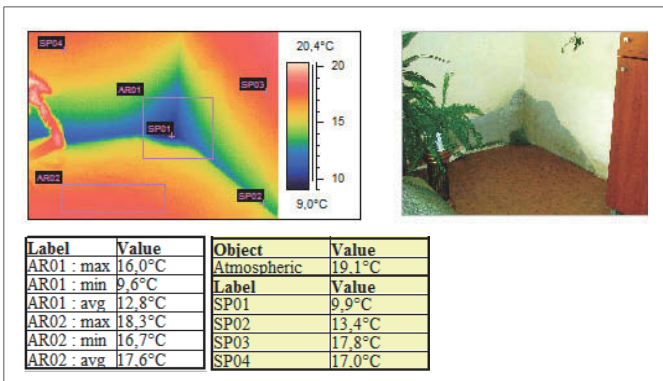 SP04
20,4°C
20
AR01
SP03
15
SP01
AR02
SP02
10
9,0°C
Label Value
AR01 : max 16,0°C
AR01 : min 9,6°C
AR01 : avg 12,8°C
AR02 : max 18,3°C
AR02 : min 16,7°C
AR02 : avg 17,6°C
Object Value
Atmospheric 19,1°C
Label Value
SP01 9,9°C
SP02 13,4°C
SP03 17,8°C
SP04 17,0°C